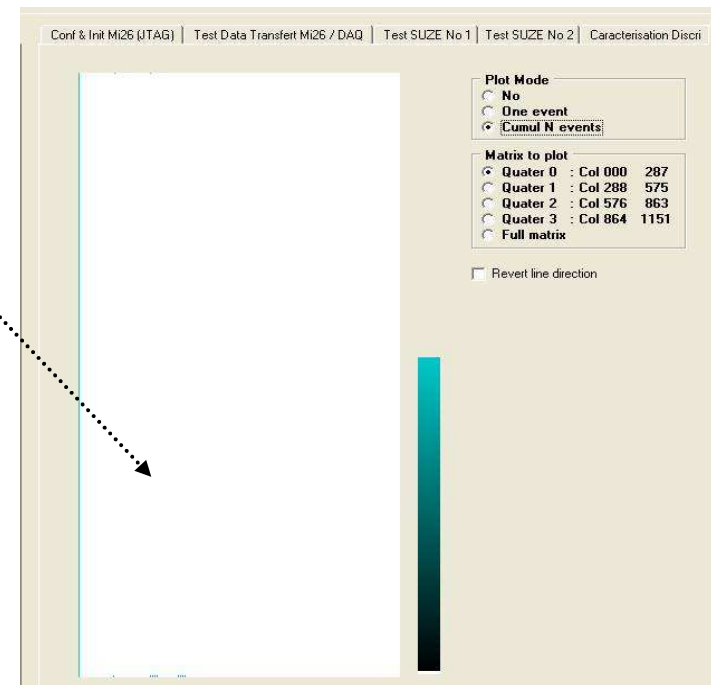 Conf & Init Mi26 (JTAG) Test Data Transfert Mi26 / DAQ Test SUZE No 1 Test SUZE No 2 Caracterisation Discri
Plot Mode
No
One event
Cumul N events
Matrix to plot
Quater 0 : Col 000 287
Quater 1 : Col 288 575
Quater 2 : Col 576 863
Quater 3 : Col 864 1151
Full matrix
Revert line direction